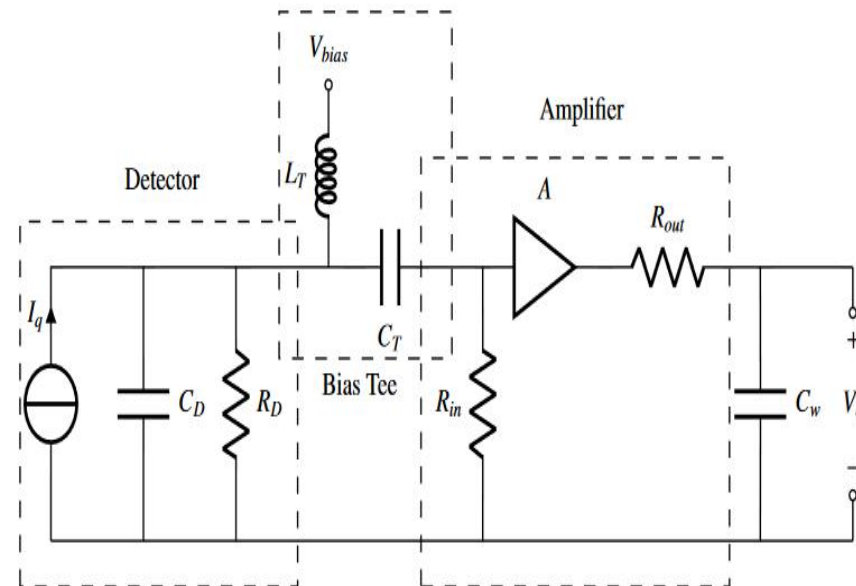 V_bias
Amplifier
Detector
L_T
A
R_out
I_q
C_T
C_D
R_D
Bias Tee
R_in
C_w
+
−